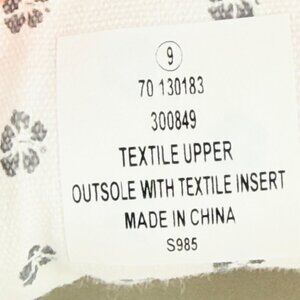 9
70 130183
300849
TEXTILE UPPER
OUTSOLE WITH TEXTILE INSERT
MADE IN CHINA
S985